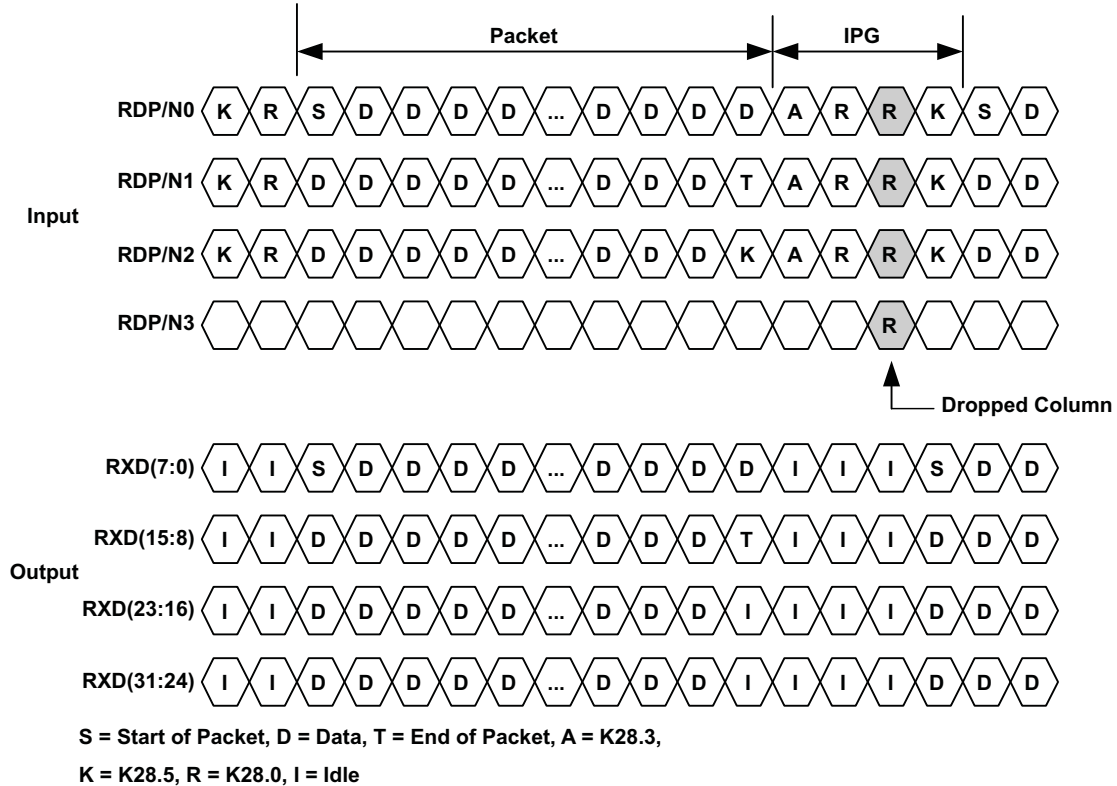 Packet IPG
RDP/N0 K R S D D D D ... D D D D A R R K S D
RDP/N1 K R D D D D D ... D D D T A R R K D D
Input
RDP/N2 K R D D D D D ... D D D K A R R K D D
RDP/N3 R
Dropped Column
RXD(7:0) I I S D D D D ... D D D D I I I S D D
RXD(15:8) I I D D D D D ... D D D T I I I D D D
Output
RXD(23:16) I I D D D D D ... D D D I I I I D D D
RXD(31:24) I I D D D D D ... D D D I I I I D D D
S = Start of Packet, D = Data, T = End of Packet, A = K28.3,
K = K28.5, R = K28.0, I = Idle